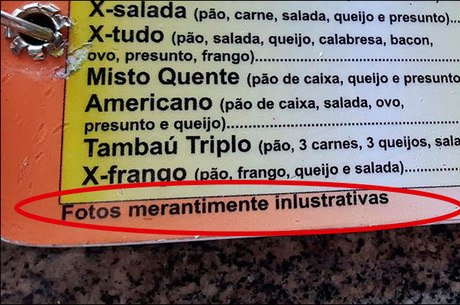 X-salada (pão, carne, salada, queijo e presunto)...
X-tudo (pão, salada, queijo, calabresa, bacon,
ovo, presunto, frango)...............................
Misto Quente (pão de caixa, queijo e presunto
Americano (pão de caixa, salada, ovo,
presunto e queijo)...............................
Tambaú Triplo (pão, 3 carnes, 3 queijos, sala
X-frango (pão, frango, queijo e salada)..........
Fotos merantimente inlustrativas